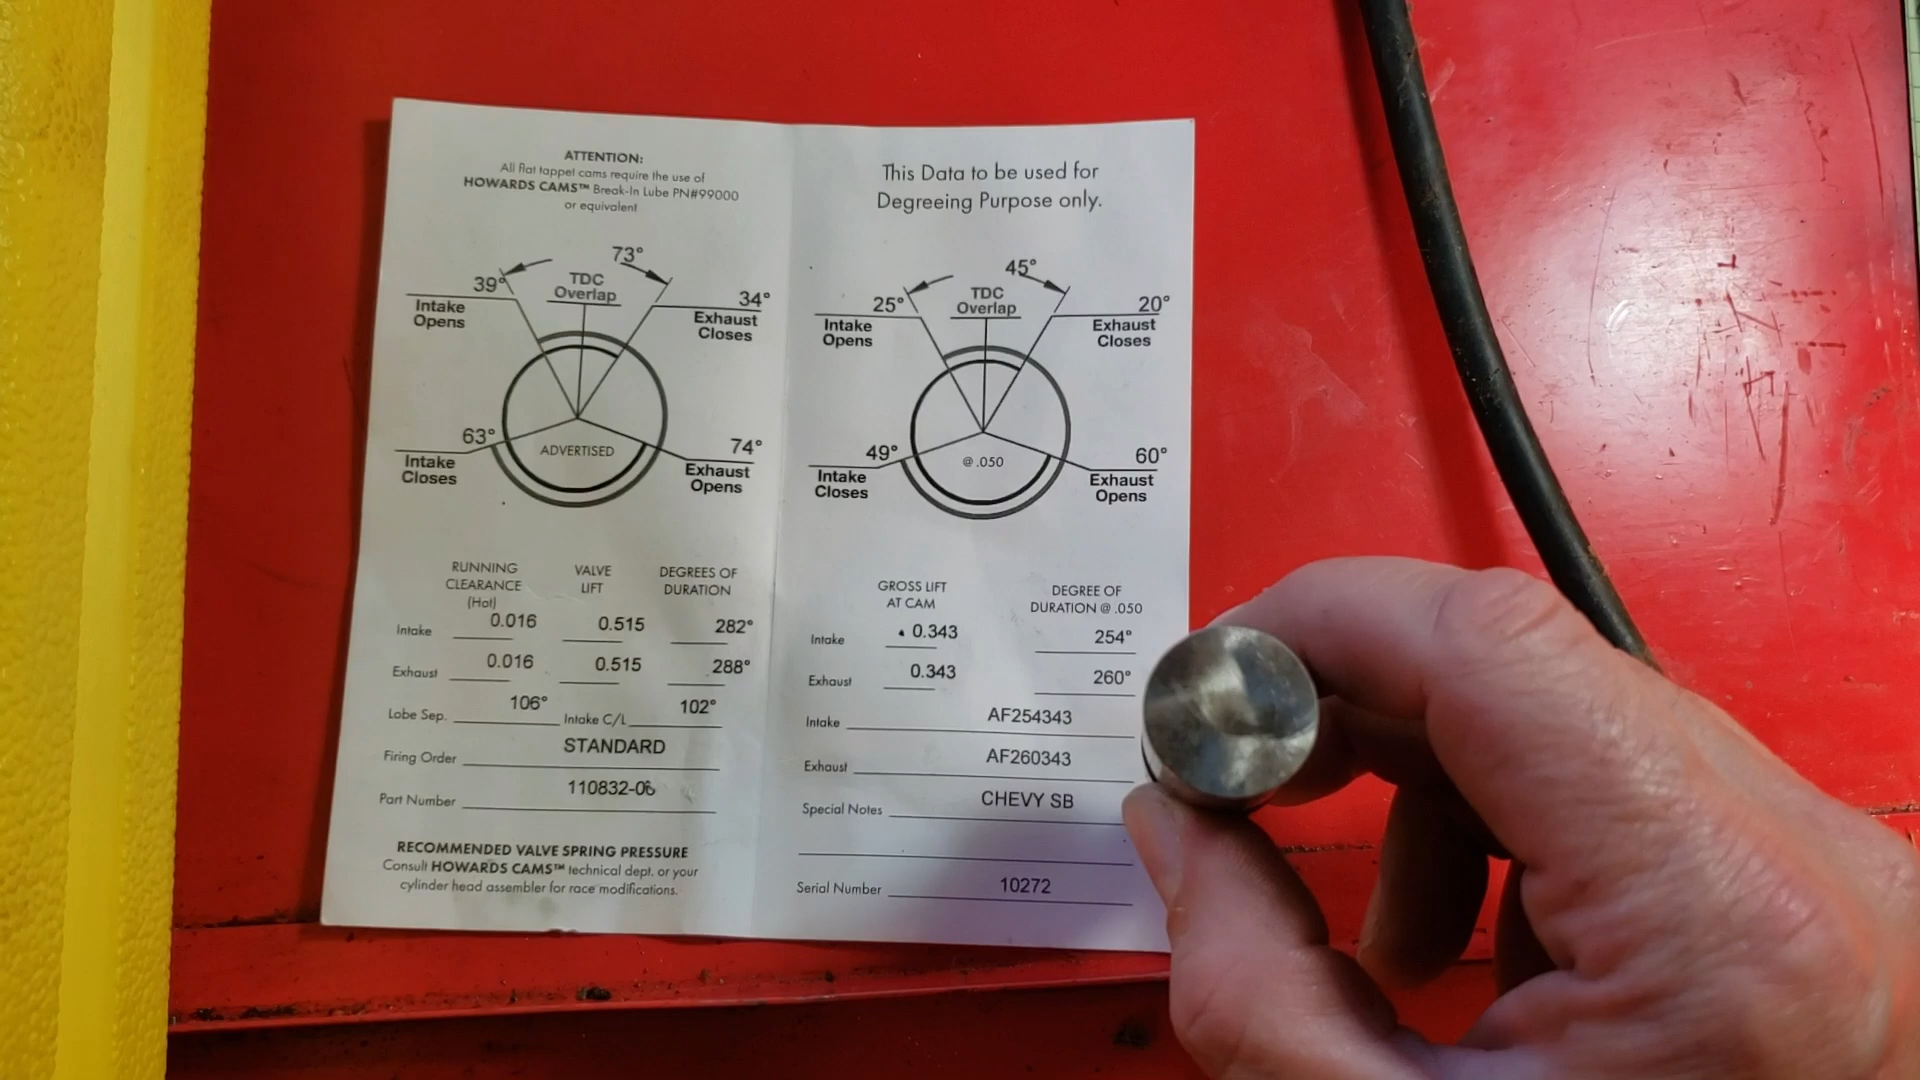 ATTENTION:
All flat tappet cams require the use of
HOWARDS CAMS™ Break-In Lube PN#99000
or equivalent
73°
39°
TDC
Overlap
34°
Intake
Opens
Exhaust
Closes
63°
ADVERTISED
74°
Intake
Closes
Exhaust
Opens
RUNNING
CLEARANCE
(Hot)
VALVE
LIFT
DEGREES OF
DURATION
Intake 0.016 0.515 282°
Exhaust 0.016 0.515 288°
Lobe Sep. 106° Intake C/L 102°
Firing Order STANDARD
Part Number 110832-06
RECOMMENDED VALVE SPRING PRESSURE
Consult HOWARDS CAMS™ technical dept. or your
cylinder head assembler for race modifications.
This Data to be used for
Degreeing Purpose only.
45°
25°
TDC
Overlap
20°
Intake
Opens
Exhaust
Closes
49°
@ .050
60°
Intake
Closes
Exhaust
Opens
GROSS LIFT
AT CAM
DEGREE OF
DURATION @ .050
Intake 0.343 254°
Exhaust 0.343 260°
Intake AF254343
Exhaust AF260343
Special Notes CHEVY SB
Serial Number 10272